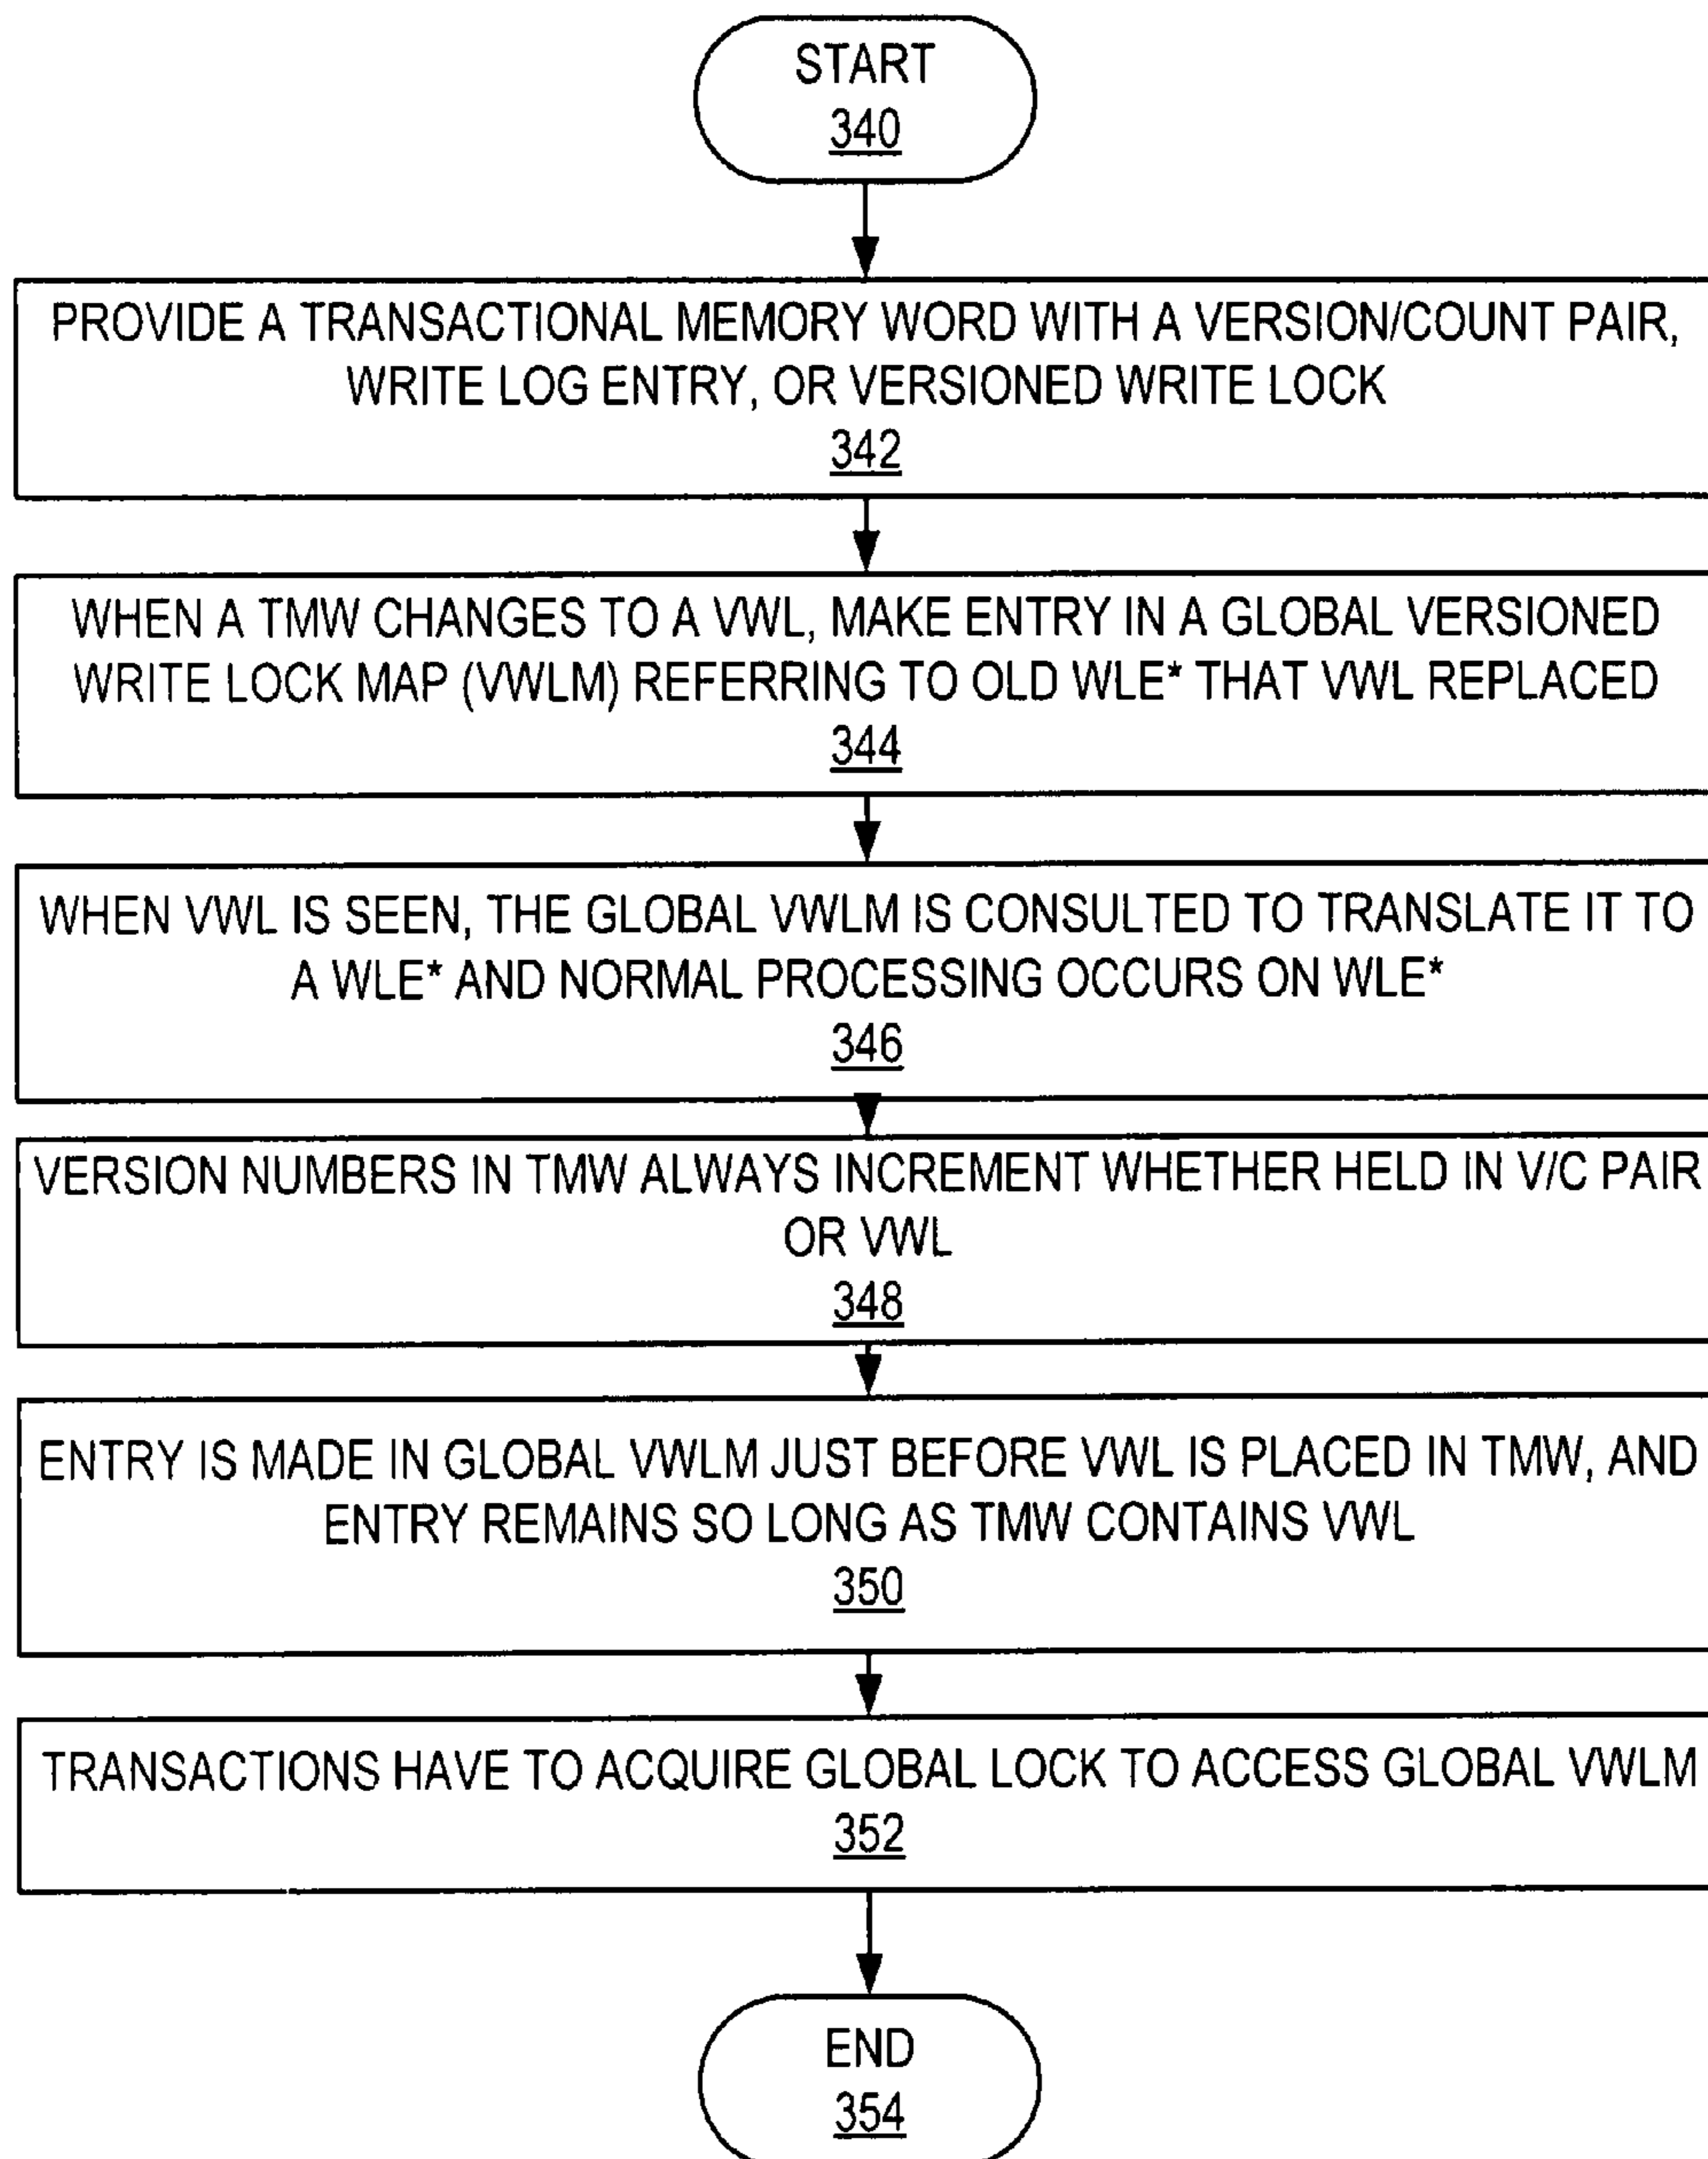 START
340
PROVIDE A TRANSACTIONAL MEMORY WORD WITH A VERSION/COUNT PAIR,
WRITE LOG ENTRY, OR VERSIONED WRITE LOCK
342
WHEN A TMW CHANGES TO A VWL, MAKE ENTRY IN A GLOBAL VERSIONED
WRITE LOCK MAP (VWLM) REFERRING TO OLD WLE* THAT VWL REPLACED
344
WHEN VWL IS SEEN, THE GLOBAL VWLM IS CONSULTED TO TRANSLATE IT TO
A WLE* AND NORMAL PROCESSING OCCURS ON WLE*
346
VERSION NUMBERS IN TMW ALWAYS INCREMENT WHETHER HELD IN V/C PAIR
OR VWL
348
ENTRY IS MADE IN GLOBAL VWLM JUST BEFORE VWL IS PLACED IN TMW, AND
ENTRY REMAINS SO LONG AS TMW CONTAINS VWL
350
TRANSACTIONS HAVE TO ACQUIRE GLOBAL LOCK TO ACCESS GLOBAL VWLM
352
END
354